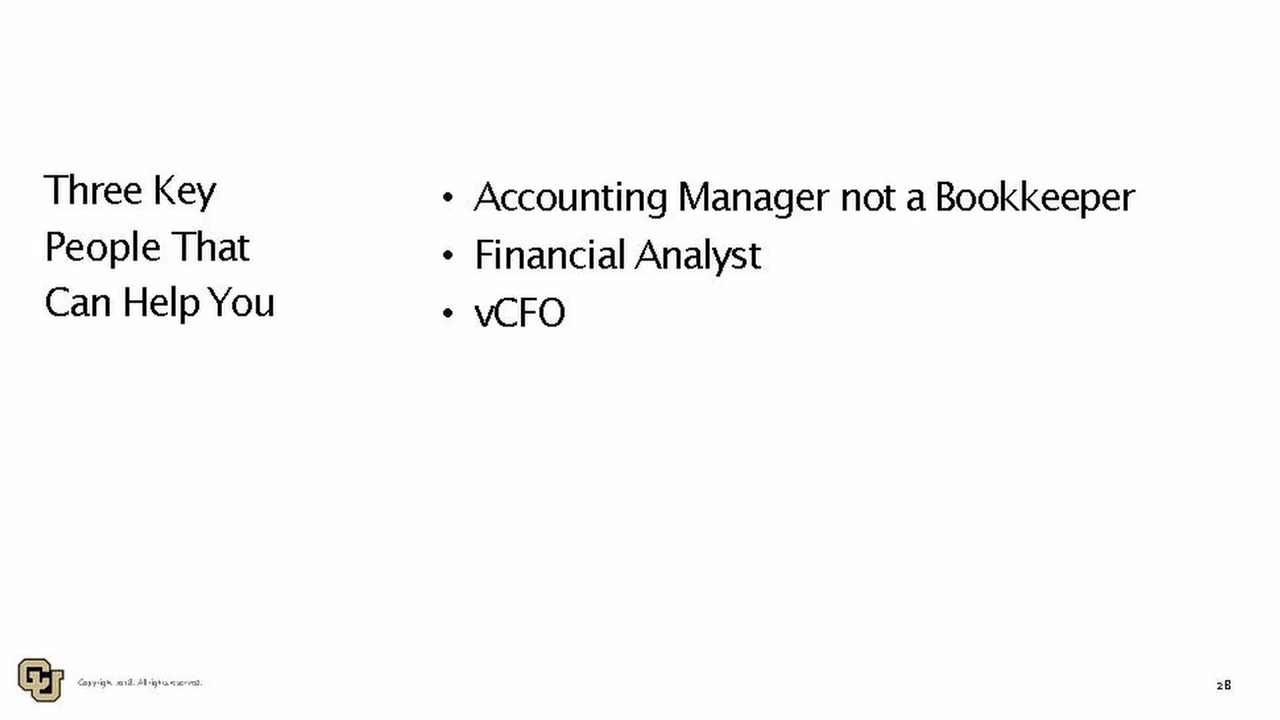 Three Key
People That
Can Help You
• Accounting Manager not a Bookkeeper
• Financial Analyst
• vCFO
CU
Copyright 2018. All rights reserved.
28